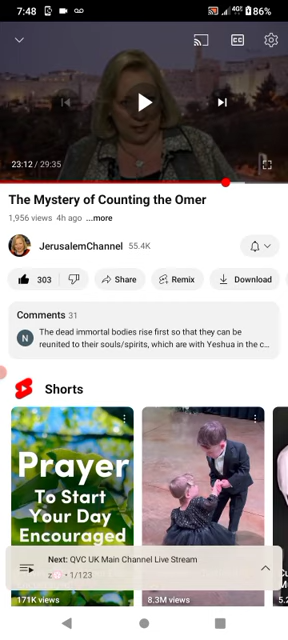 7:48
4G
86%
CC
23:12 / 29:35
The Mystery of Counting the Omer
1,956 views 4h ago ...more
JerusalemChannel 55.4K
303
Share
Remix
Download
Comments 31
N
The dead immortal bodies rise first so that they can be
reunited to their souls/spirits, which are with Yeshua in the c...
Shorts
Prayer
To Start
Your Day
Encouraged
Next: QVC UK Main Channel Live Stream
1/123
171K views
8.3M views